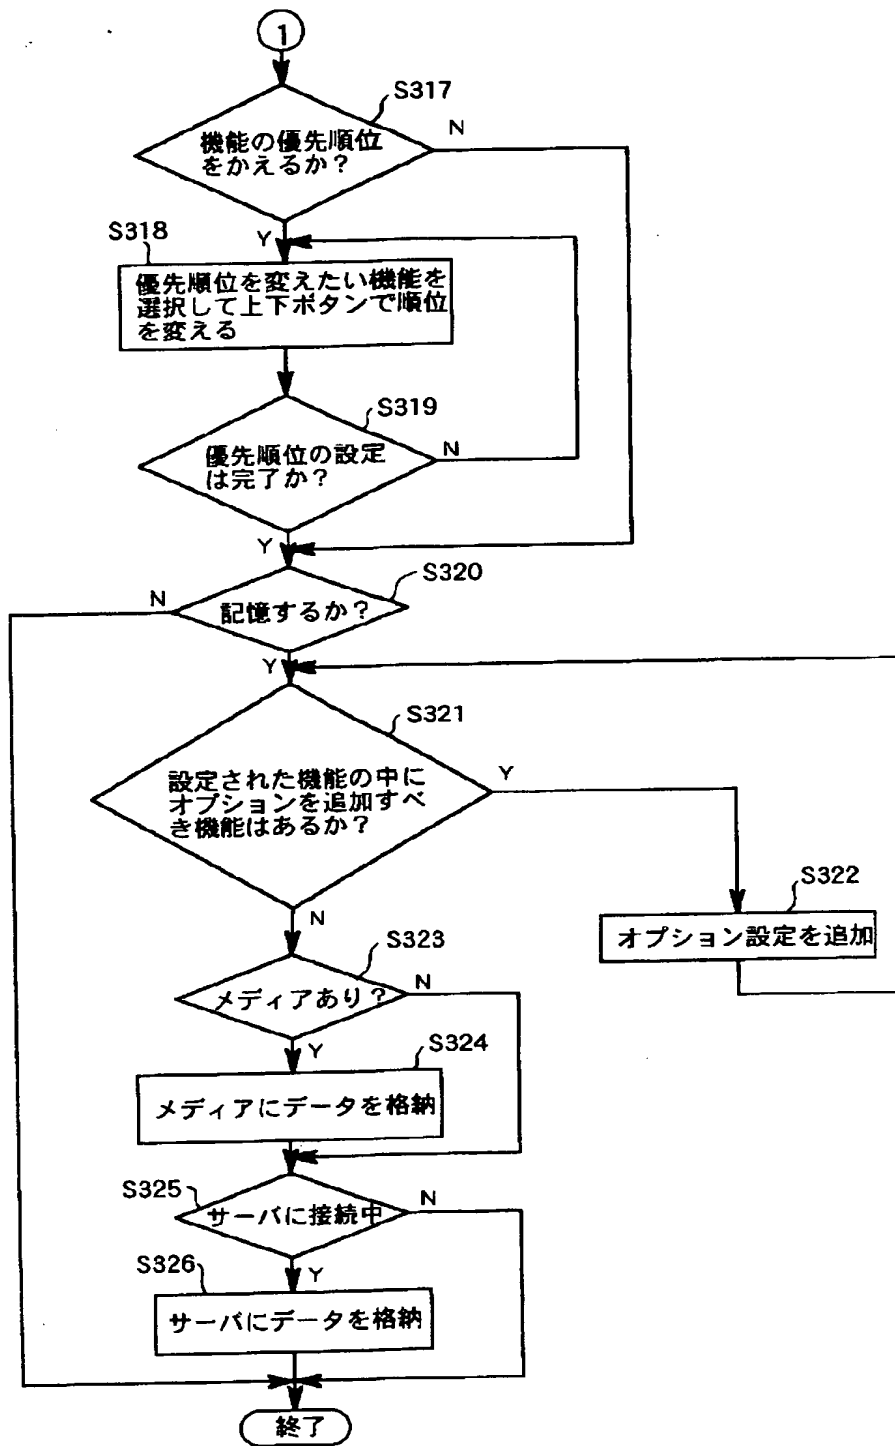 1
S317
機能の優先順位
をかえるか?
N
Y
S318
優先順位を変えたい機能を
選択して上下ボタンで順位
を変える
S319
優先順位の設定
は完了か?
N
Y
S320
記憶するか?
N
Y
S321
設定された機能の中に
オプションを追加すべ
き機能はあるか?
Y
N
S322
オプション設定を追加
S323
メディアあり?
N
Y
S324
メディアにデータを格納
S325
サーバに接続中
N
Y
S326
サーバにデータを格納
終了